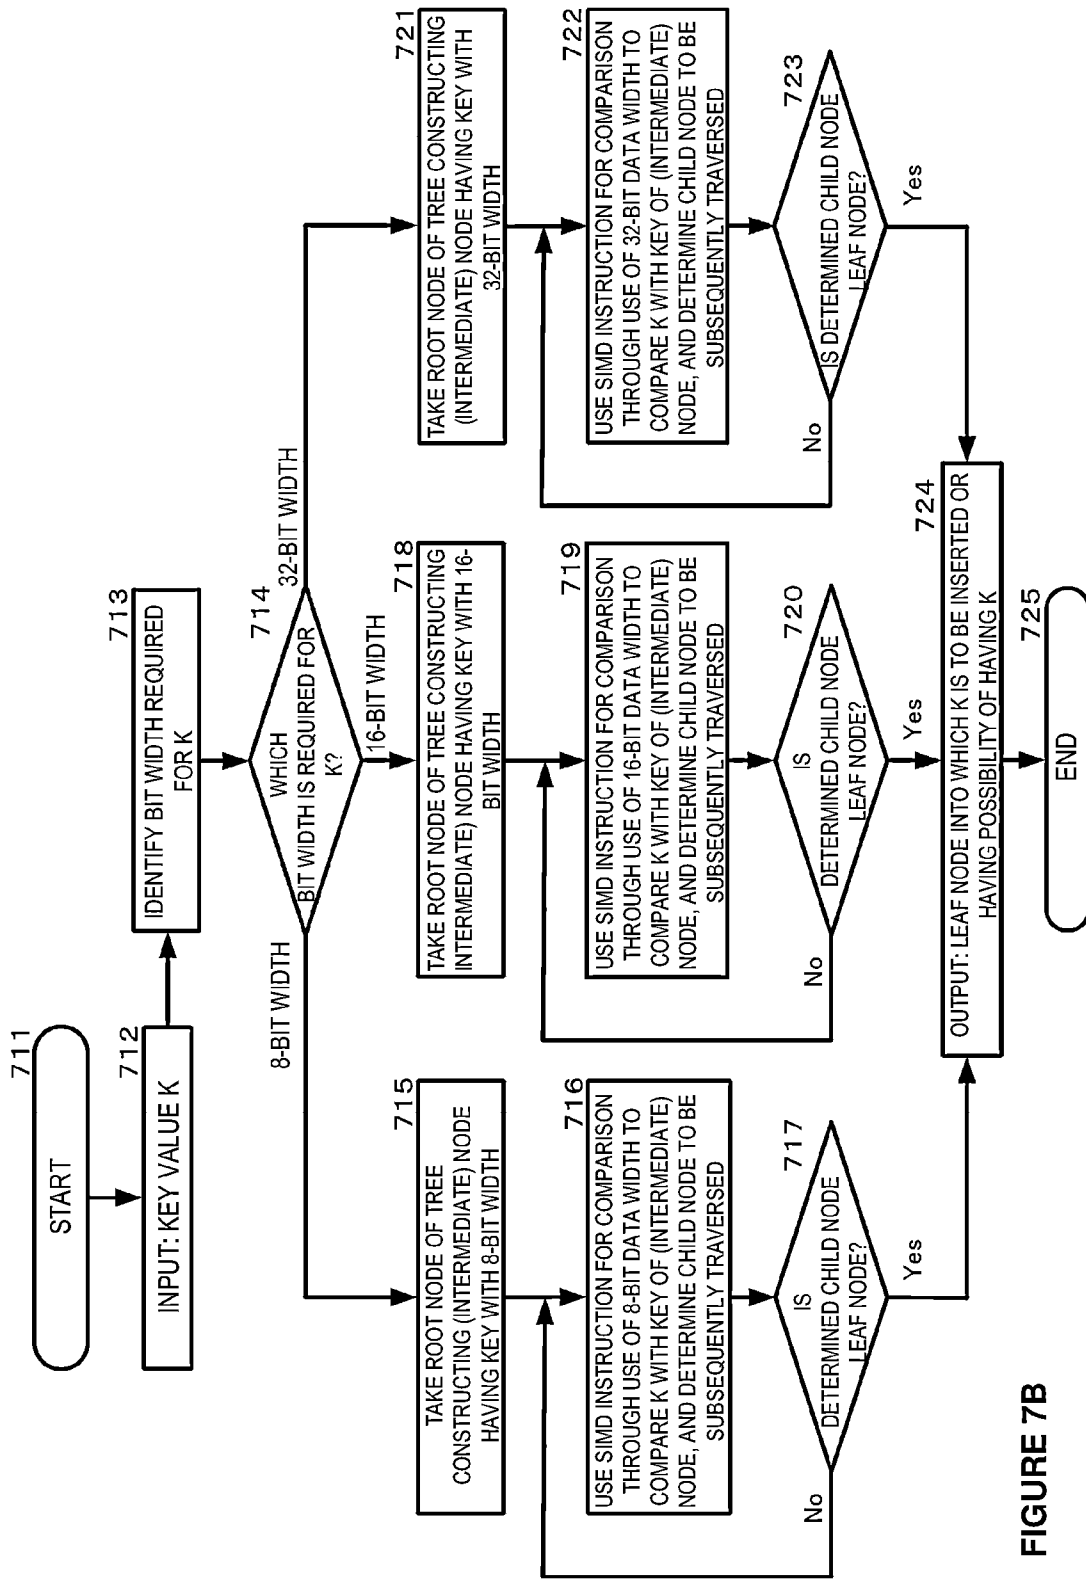 711
START
712
INPUT: KEY VALUE K
713
IDENTIFY BIT WIDTH REQUIRED
FOR K
714
WHICH
BIT WIDTH IS REQUIRED FOR
K?
8-BIT WIDTH
16-BIT WIDTH
32-BIT WIDTH
715
TAKE ROOT NODE OF TREE
CONSTRUCTING (INTERMEDIATE) NODE
HAVING KEY WITH 8-BIT WIDTH
716
USE SIMD INSTRUCTION FOR COMPARISON
THROUGH USE OF 8-BIT DATA WIDTH TO
COMPARE K WITH KEY OF (INTERMEDIATE)
NODE, AND DETERMINE CHILD NODE TO BE
SUBSEQUENTLY TRAVERSED
717
IS
DETERMINED CHILD NODE
LEAF NODE?
No
Yes
718
TAKE ROOT NODE OF TREE CONSTRUCTING
INTERMEDIATE) NODE HAVING KEY WITH 16-
BIT WIDTH
719
USE SIMD INSTRUCTION FOR COMPARISON
THROUGH USE OF 16-BIT DATA WIDTH TO
COMPARE K WITH KEY OF (INTERMEDIATE)
NODE, AND DETERMINE CHILD NODE TO BE
SUBSEQUENTLY TRAVERSED
720
IS
DETERMINED CHILD NODE
LEAF NODE?
No
Yes
721
TAKE ROOT NODE OF TREE CONSTRUCTING
(INTERMEDIATE) NODE HAVING KEY WITH
32-BIT WIDTH
722
USE SIMD INSTRUCTION FOR COMPARISON
THROUGH USE OF 32-BIT DATA WIDTH TO
COMPARE K WITH KEY OF (INTERMEDIATE)
NODE, AND DETERMINE CHILD NODE TO BE
SUBSEQUENTLY TRAVERSED
723
IS DETERMINED CHILD NODE
LEAF NODE?
No
Yes
724
OUTPUT: LEAF NODE INTO WHICH K IS TO BE INSERTED OR
HAVING POSSIBILITY OF HAVING K
725
END
FIGURE 7B